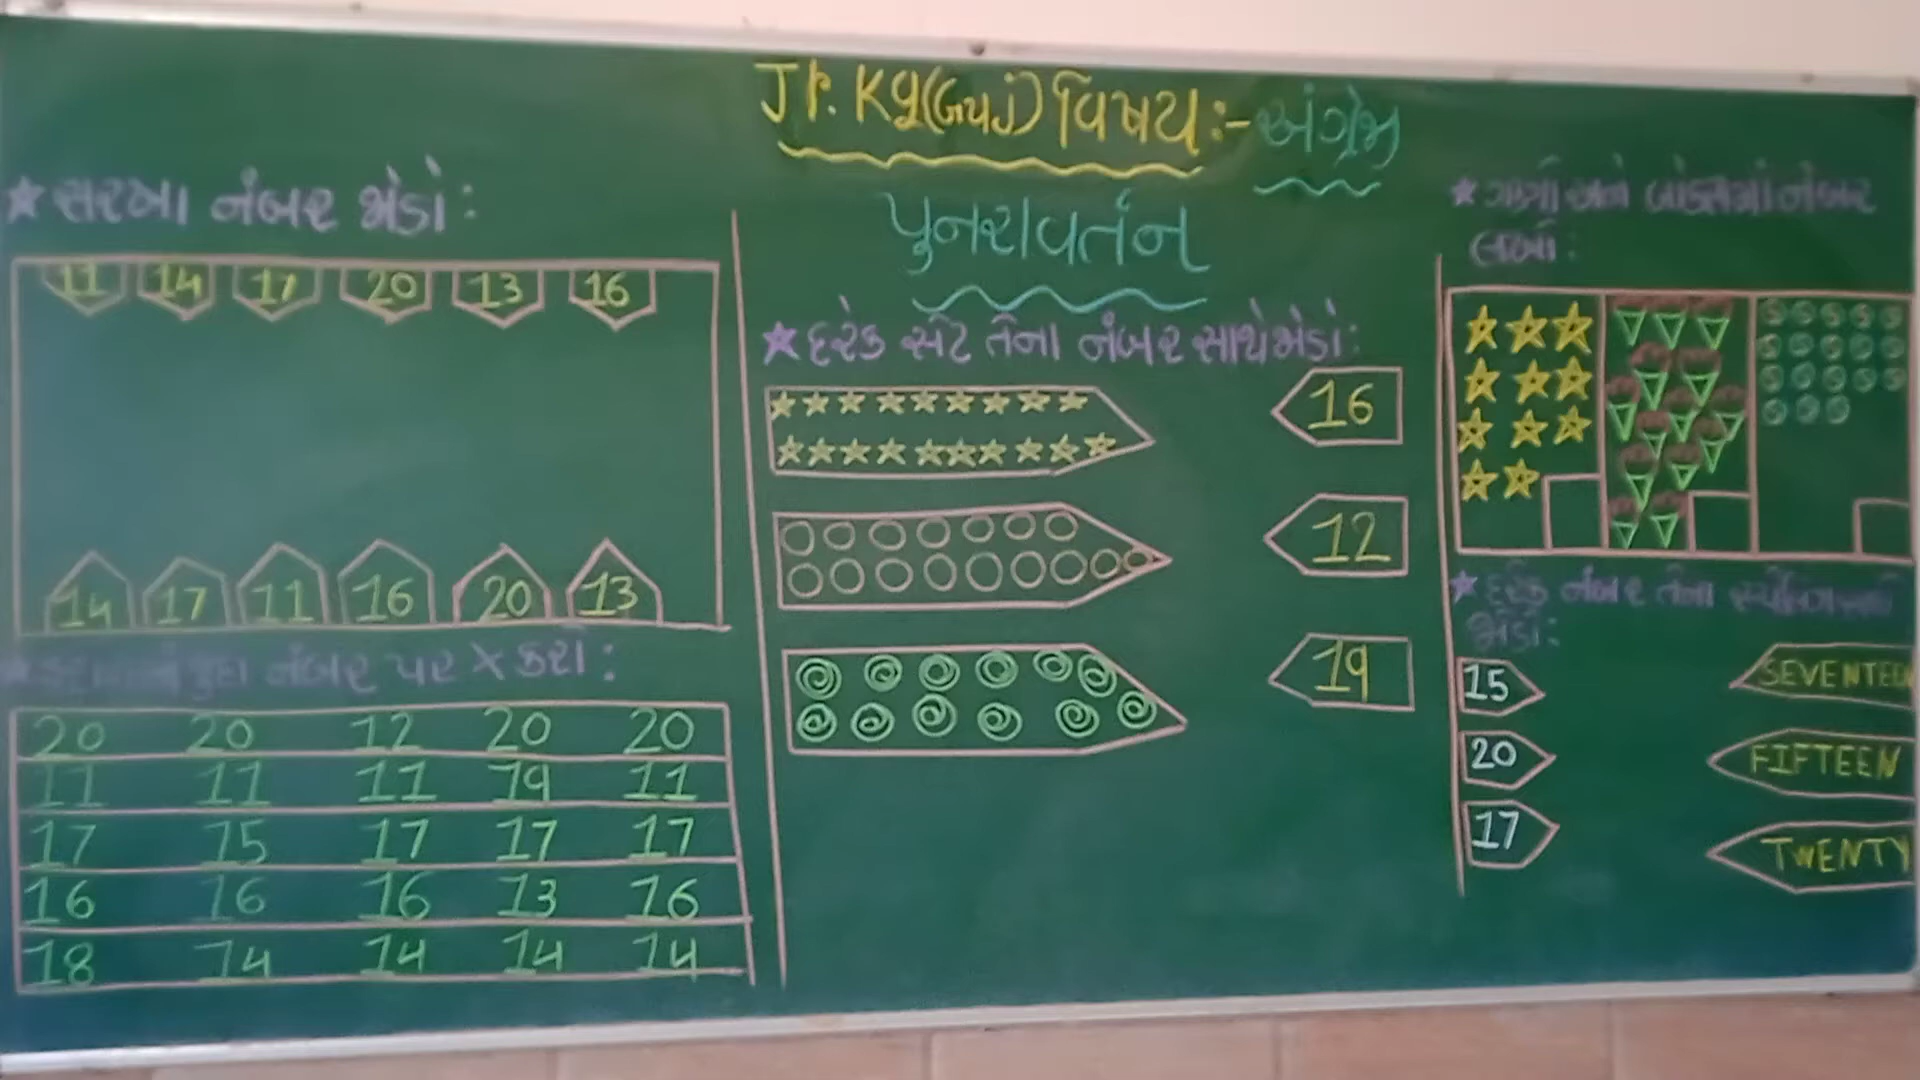 Jr. Kg (ગુજ) વિષય :- અંગ્રેજી
પુનરાવર્તન
★ સરખા નંબર જોડો :
11 14 17 20 13 16
14 17 11 16 20 13
નંબર પર X કરો :
20 20 12 20 20
11 11 11 19 11
17 15 17 17 17
16 16 16 13 16
18 14 14 14 14
★ દરેક સેટ તેના નંબર સાથે જોડો :
16
12
19
★ ગણો અને બોક્સમાં નંબર
લખો :
★ દરેક નંબર તેના સ્પેલિંગ સાથે
જોડો :
15 SEVENTEEN
20 FIFTEEN
17 TWENTY